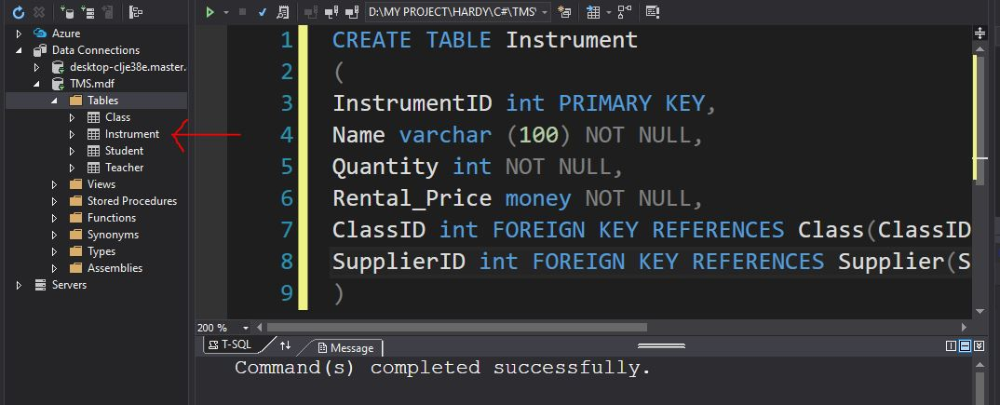 D:\MY PROJECT\HARDY\C#\TMS\
Azure
Data Connections
desktop-clje38e.master.
TMS.mdf
Tables
Class
Instrument
Student
Teacher
Views
Stored Procedures
Functions
Synonyms
Types
Assemblies
Servers
1 CREATE TABLE Instrument
2 (
3 InstrumentID int PRIMARY KEY,
4 Name varchar (100) NOT NULL,
5 Quantity int NOT NULL,
6 Rental_Price money NOT NULL,
7 ClassID int FOREIGN KEY REFERENCES Class(ClassID
8 SupplierID int FOREIGN KEY REFERENCES Supplier(S
9 )
200 %
T-SQL
Message
Command(s) completed successfully.